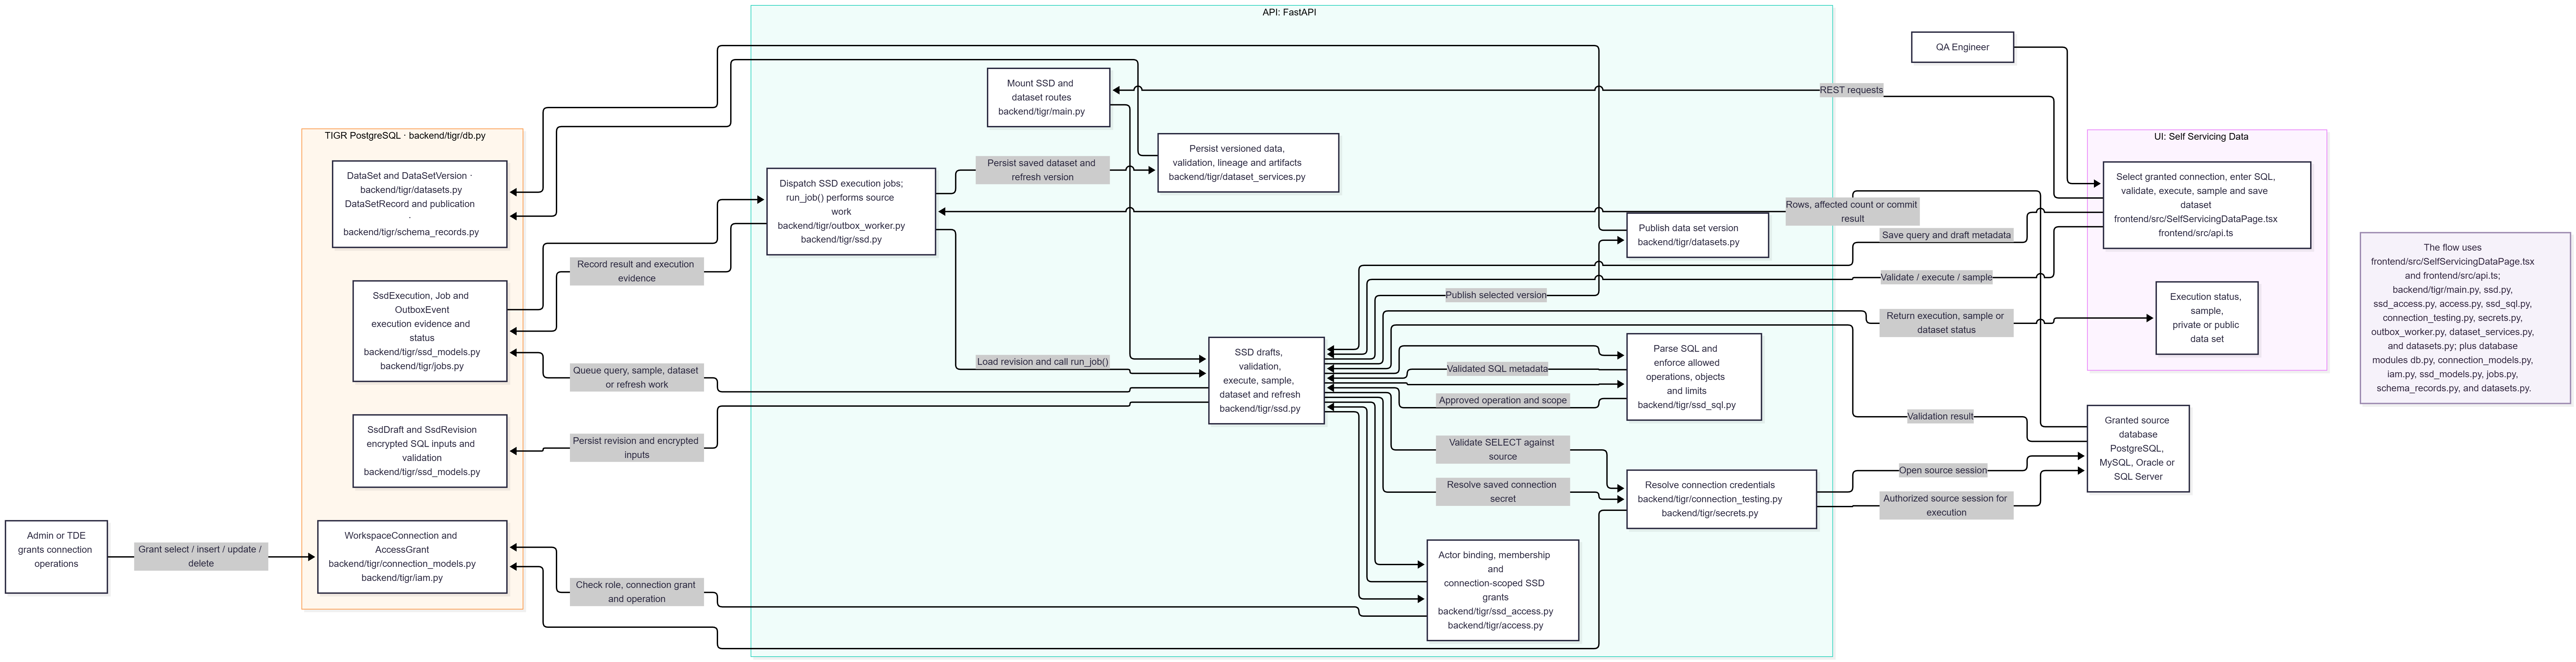 API: FastAPI
QA Engineer
Mount SSD and
dataset routes
backend/tigr/main.py
REST requests
TIGR PostgreSQL · backend/tigr/db.py
UI: Self Servicing Data
DataSet and DataSetVersion ·
backend/tigr/datasets.py
DataSetRecord and publication
·
backend/tigr/schema_records.py
Persist saved dataset and
refresh version
Persist versioned data,
validation, lineage and artifacts
backend/tigr/dataset_services.py
Dispatch SSD execution jobs;
run_job() performs source
work
backend/tigr/outbox_worker.py
backend/tigr/ssd.py
Rows, affected count or commit
result
Select granted connection, enter SQL,
validate, execute, sample and save
dataset
frontend/src/SelfServicingDataPage.tsx
frontend/src/api.ts
Publish data set version
backend/tigr/datasets.py
Save query and draft metadata
Record result and execution
evidence
Validate / execute / sample
Publish selected version
SsdExecution, Job and
OutboxEvent
execution evidence and
status
backend/tigr/ssd_models.py
backend/tigr/jobs.py
Return execution, sample or
dataset status
Execution status,
sample,
private or public
data set
The flow uses
frontend/src/SelfServicingDataPage.tsx
and frontend/src/api.ts;
backend/tigr/main.py, ssd.py,
ssd_access.py, access.py, ssd_sql.py,
connection_testing.py, secrets.py,
outbox_worker.py, dataset_services.py,
and datasets.py; plus database
modules db.py, connection_models.py,
iam.py, ssd_models.py, jobs.py,
schema_records.py, and datasets.py.
Load revision and call run_job()
Queue query, sample, dataset
or refresh work
SSD drafts,
validation,
execute, sample,
dataset and refresh
backend/tigr/ssd.py
Validated SQL metadata
Approved operation and scope
Parse SQL and
enforce allowed
operations, objects
and limits
backend/tigr/ssd_sql.py
SsdDraft and SsdRevision
encrypted SQL inputs and
validation
backend/tigr/ssd_models.py
Persist revision and encrypted
inputs
Validate SELECT against
source
Validation result
Granted source
database
PostgreSQL,
MySQL, Oracle or
SQL Server
Resolve saved connection
secret
Resolve connection credentials
backend/tigr/connection_testing.py
backend/tigr/secrets.py
Open source session
Authorized source session for
execution
Admin or TDE
grants connection
operations
Grant select / insert / update /
delete
WorkspaceConnection and
AccessGrant
backend/tigr/connection_models.py
backend/tigr/iam.py
Check role, connection grant
and operation
Actor binding, membership
and
connection-scoped SSD
grants
backend/tigr/ssd_access.py
backend/tigr/access.py